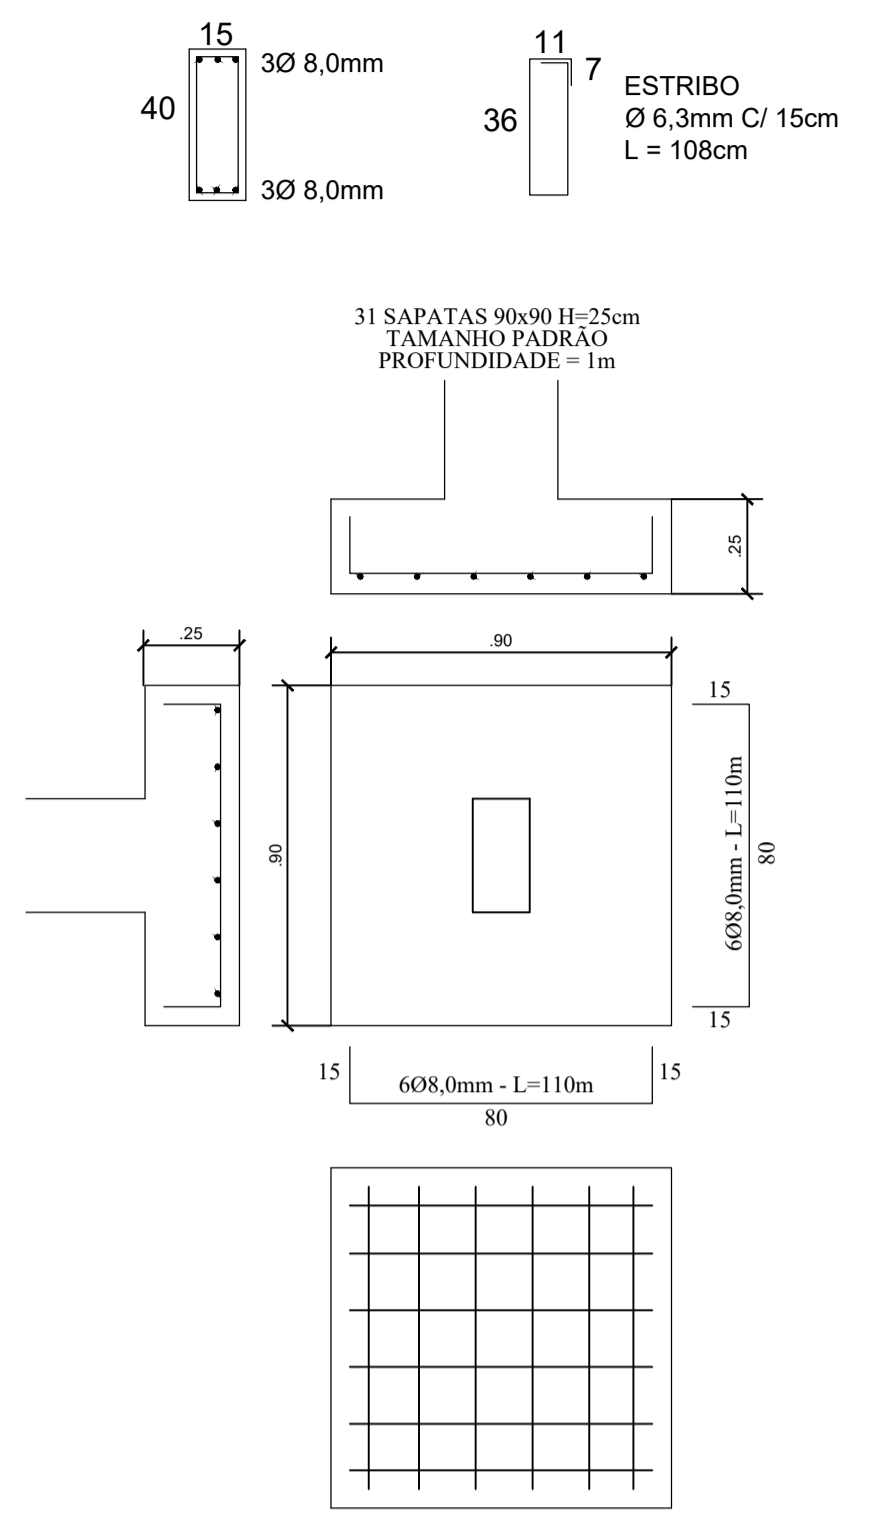 15
3Ø 8,0mm
40
3Ø 8,0mm
11
7
36
ESTRIBO
Ø 6,3mm C/ 15cm
L = 108cm
31 SAPATAS 90x90 H=25cm
TAMANHO PADRÃO
PROFUNDIDADE = 1m
.25
.25
.90
.90
15
6Ø8,0mm - L=110m
80
15
15
6Ø8,0mm - L=110m
15
80